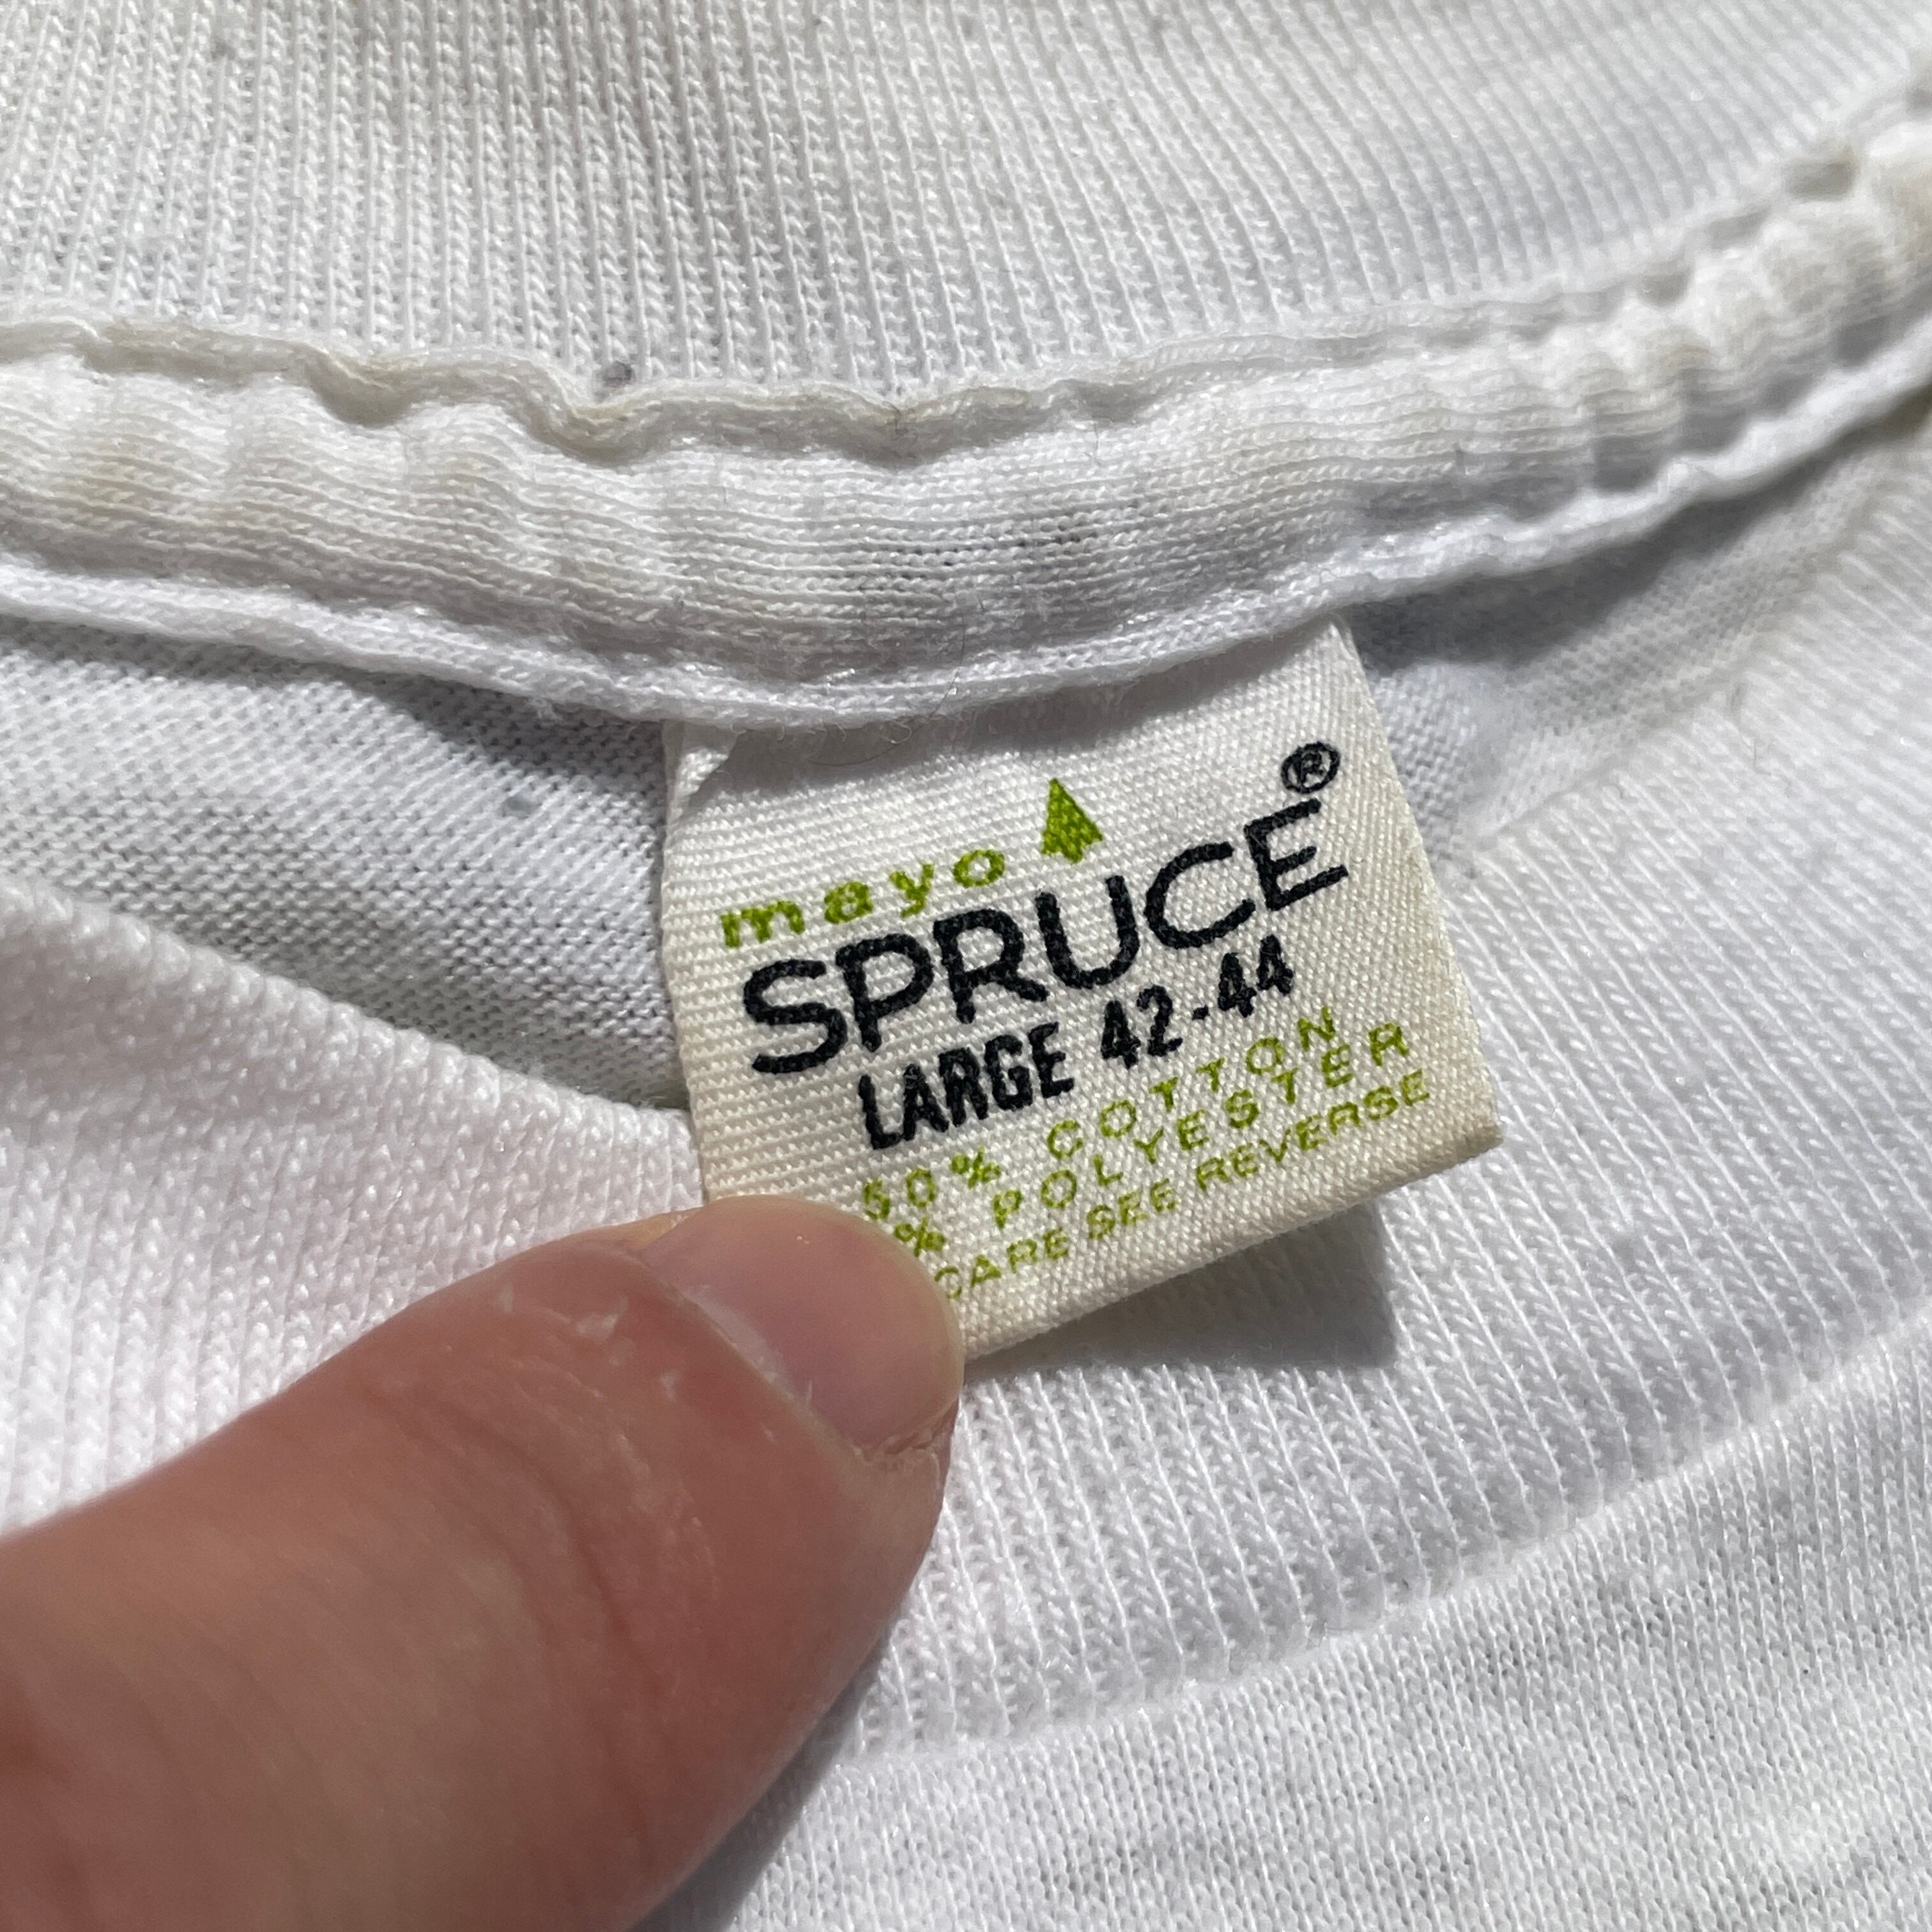 mayo
SPRUCE®
LARGE 42-44
50% COTTON
% POLYESTER
CARE SEE REVERSE